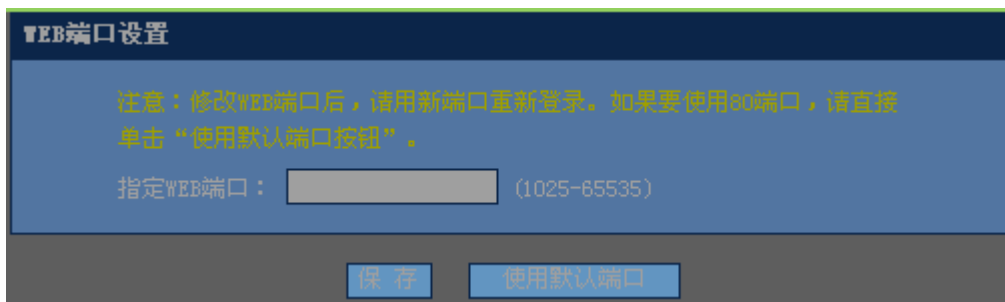 WEB端口设置
注意：修改WEB端口后，请用新端口重新登录。如果要使用80端口，请直接
单击“使用默认端口按钮”。
指定WEB端口： (1025-65535)
保 存 使用默认端口